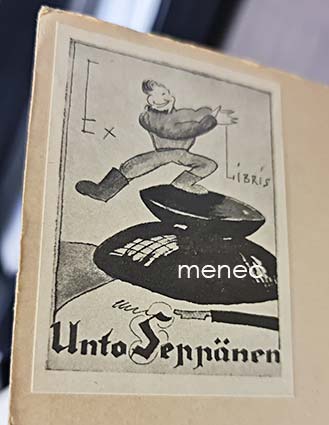 Ex
LIBRIS
meneo
Unto Seppänen